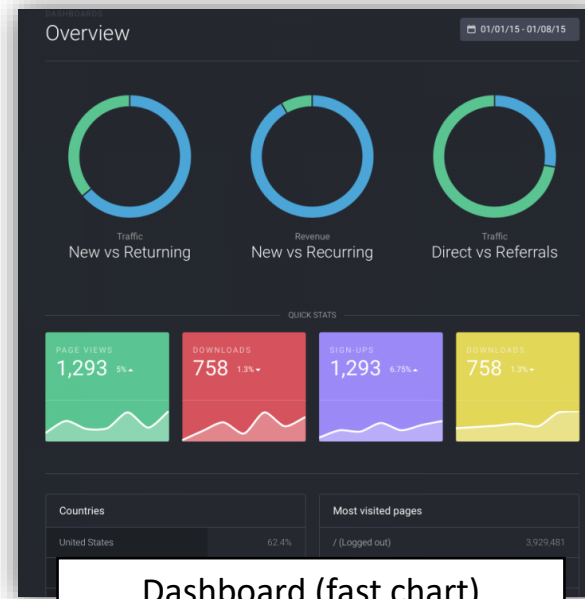 DASHBOARDS
Overview
01/01/15 - 01/08/15
Traffic
New vs Returning
Revenue
New vs Recurring
Traffic
Direct vs Referrals
QUICK STATS
PAGE VIEWS
1,293 5%
DOWNLOADS
758 1.3%
SIGN-UPS
1,293 6.75%
DOWNLOADS
758 1.3%
Countries
United States 62.4%
Most visited pages
/ (Logged out) 3,929,481
Dashboard (fast chart)